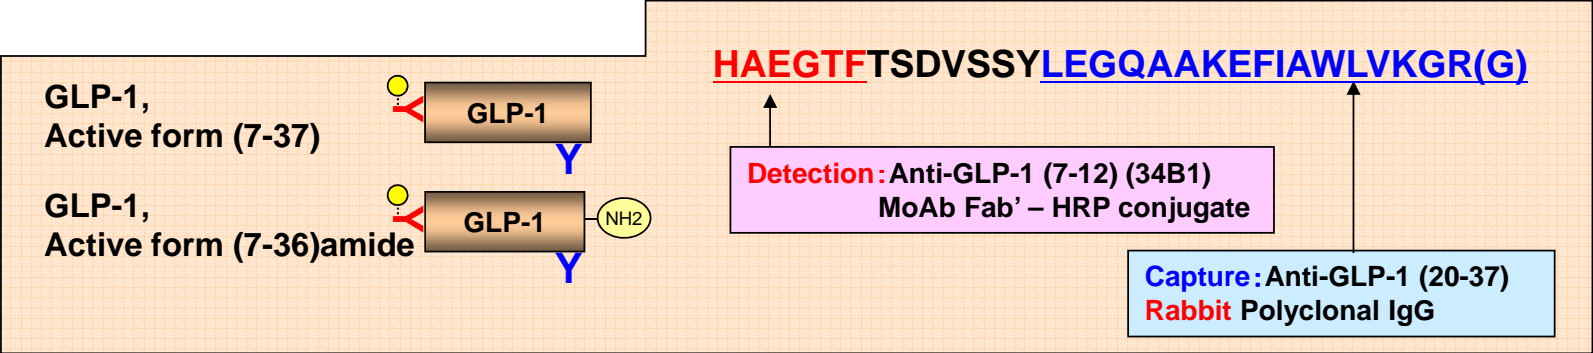 HAEGTFTSDVSSYLEGQAAKEFIAWLVKGR(G)
GLP-1,
Active form (7-37)
GLP-1
Y
Y
GLP-1,
Active form (7-36)amide
GLP-1
NH2
Y
Y
Detection:Anti-GLP-1 (7-12) (34B1)
MoAb Fab’ – HRP conjugate
Capture:Anti-GLP-1 (20-37)
Rabbit Polyclonal IgG